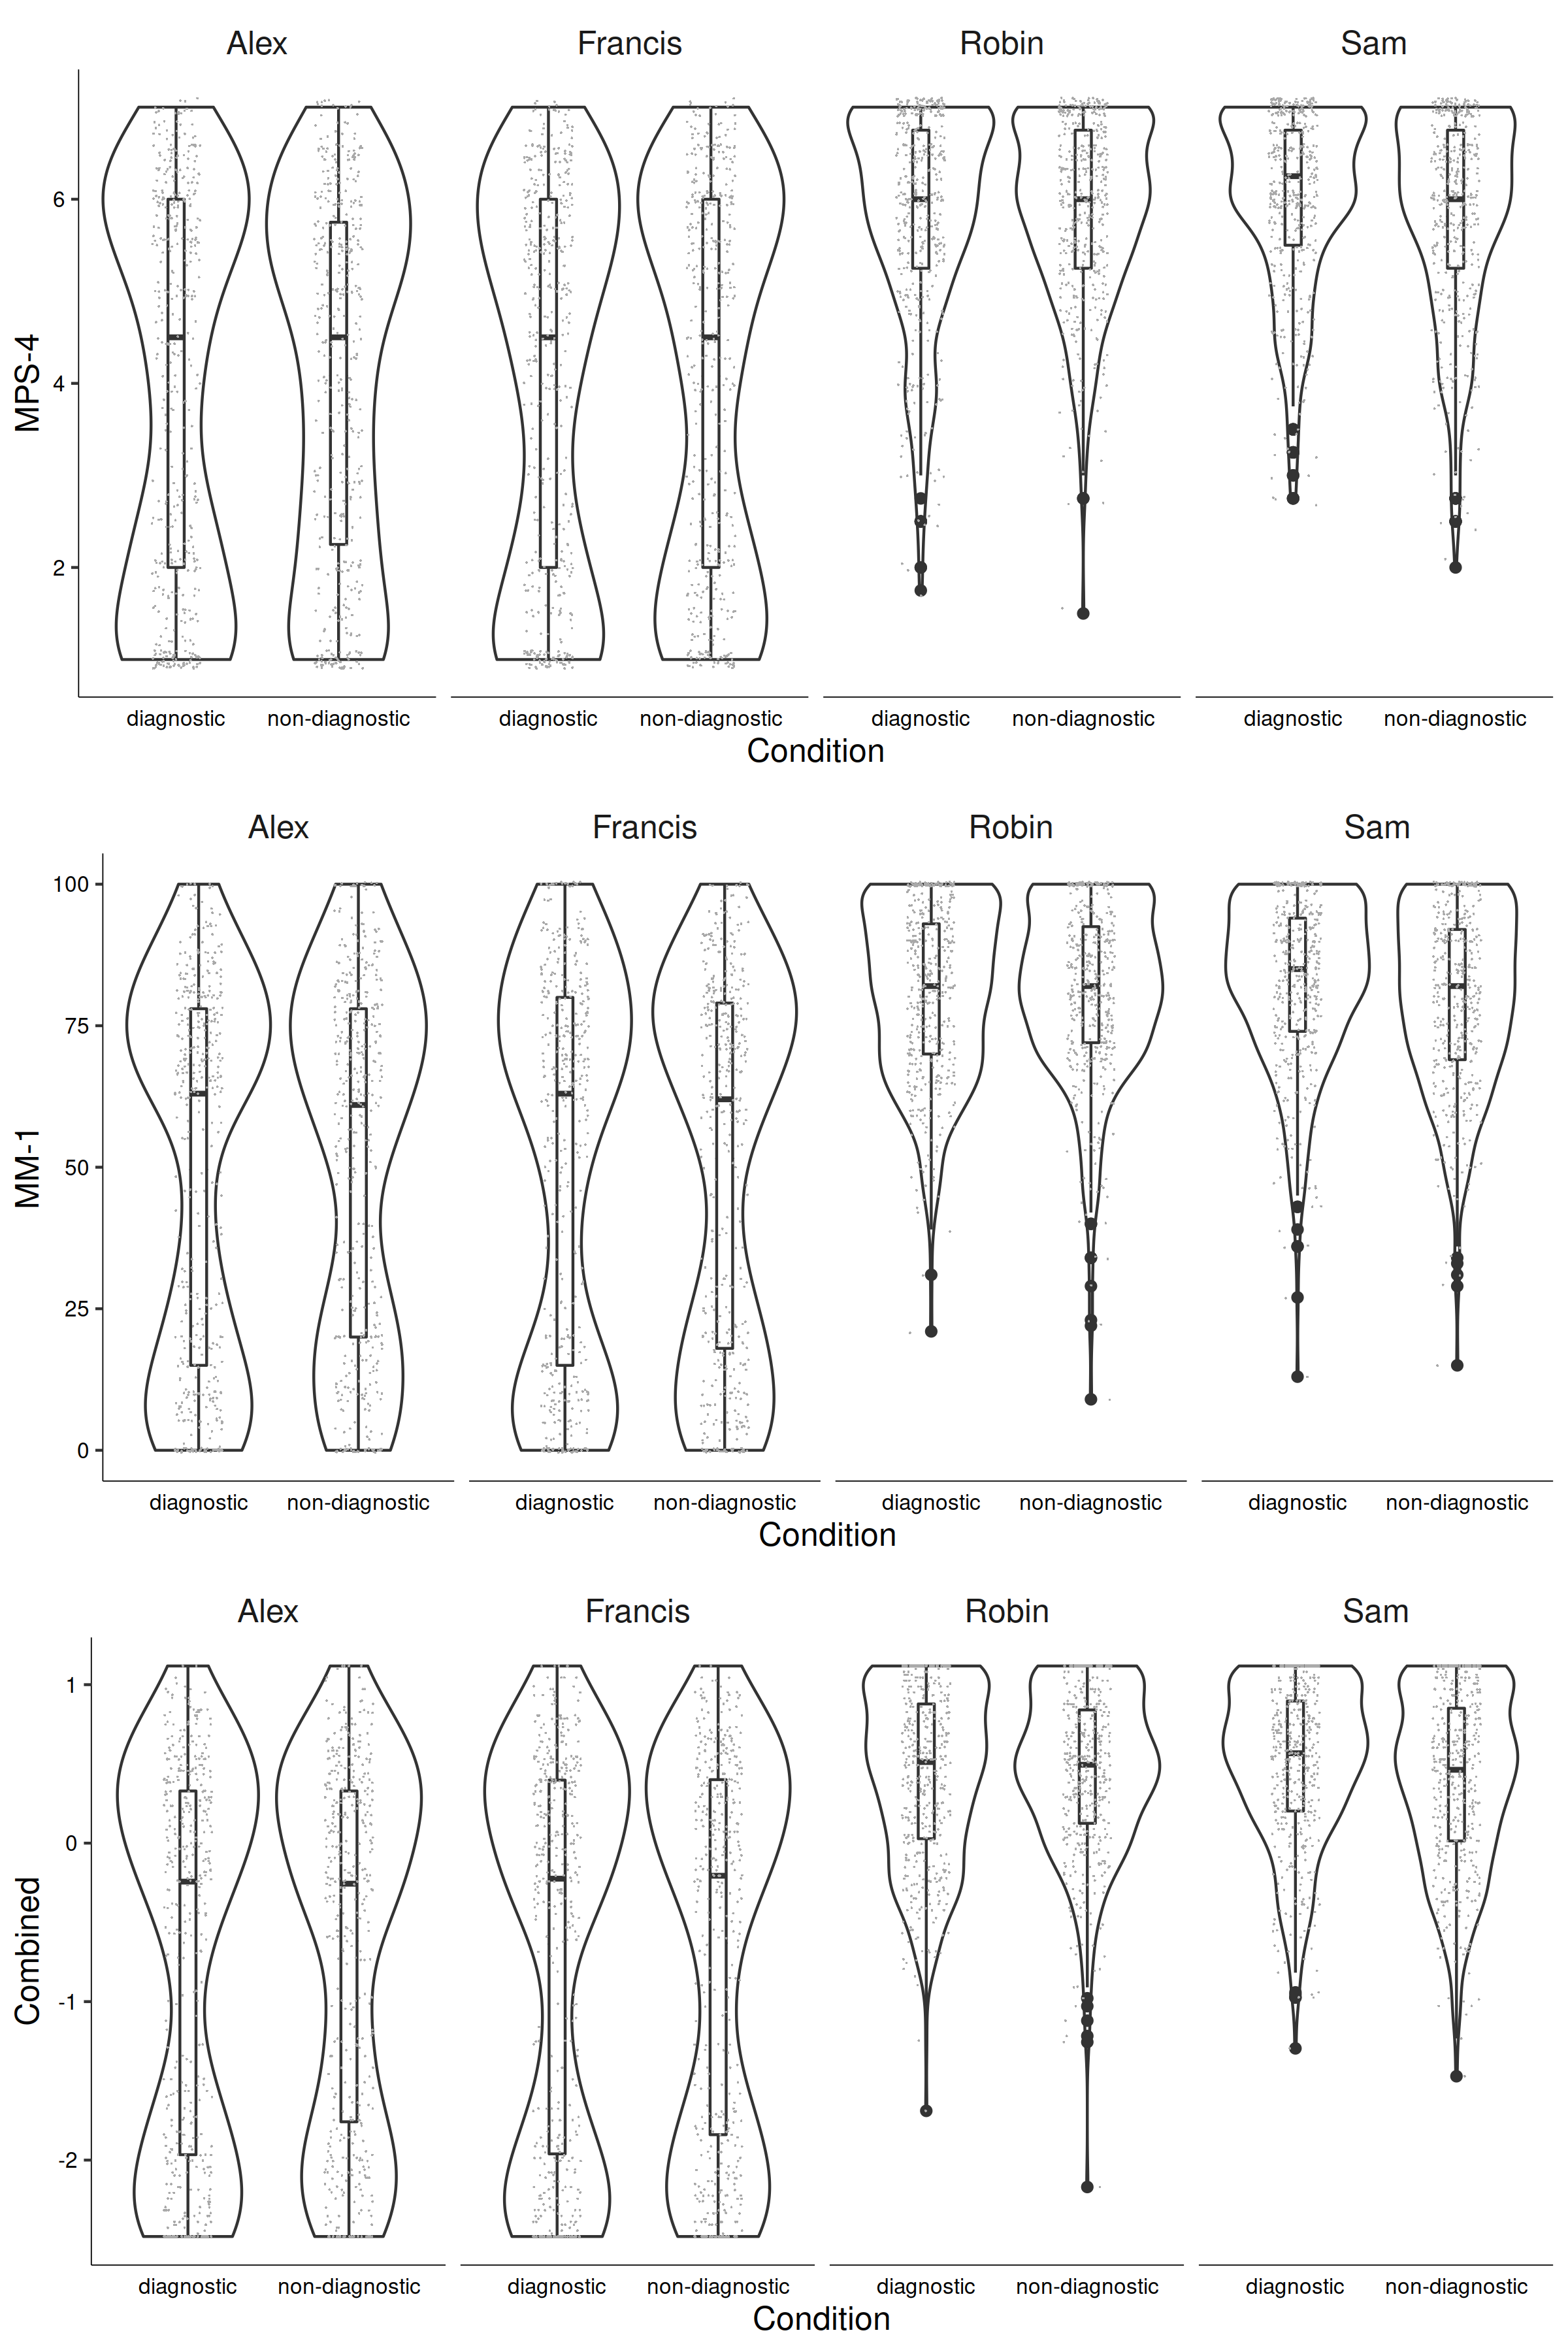 Alex Francis Robin Sam
MPS-4
6
4
2
diagnostic non-diagnostic diagnostic non-diagnostic diagnostic non-diagnostic diagnostic non-diagnostic
Condition
Alex Francis Robin Sam
MM-1
100
75
50
25
0
diagnostic non-diagnostic diagnostic non-diagnostic diagnostic non-diagnostic diagnostic non-diagnostic
Condition
Alex Francis Robin Sam
Combined
1
0
-1
-2
diagnostic non-diagnostic diagnostic non-diagnostic diagnostic non-diagnostic diagnostic non-diagnostic
Condition